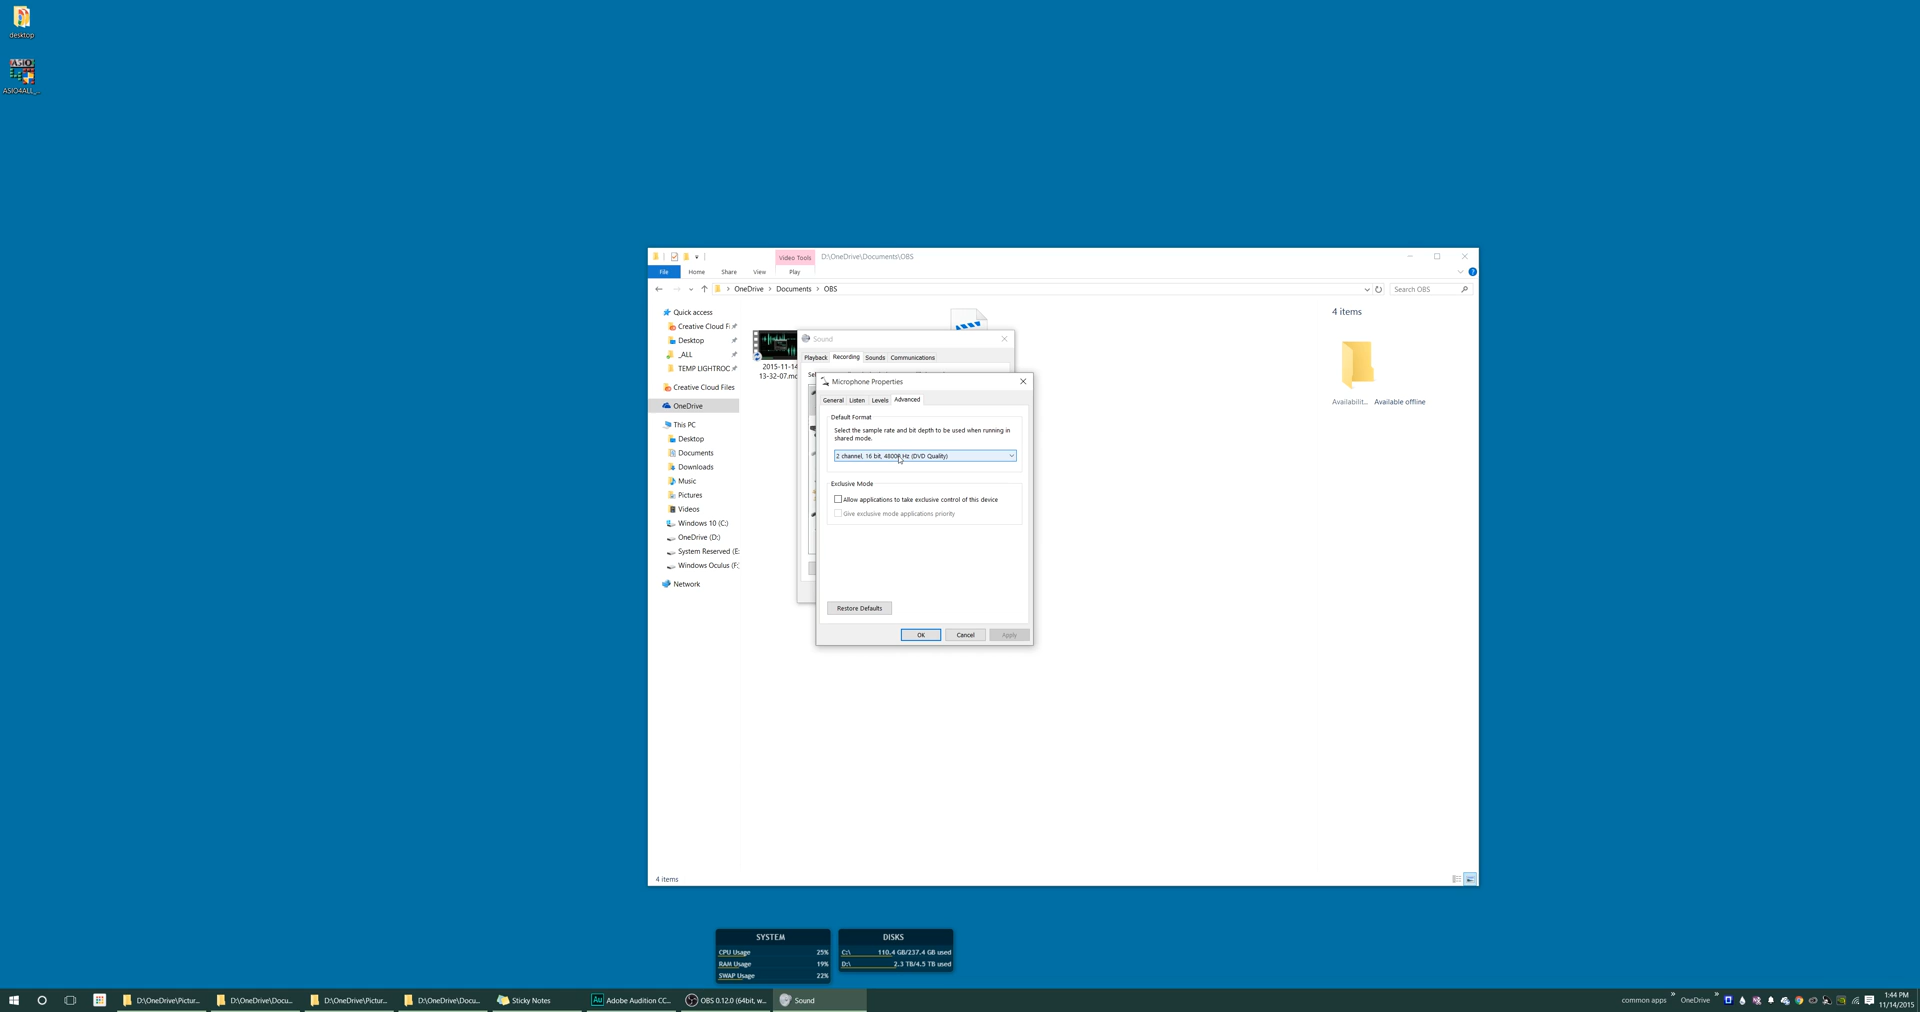 desktop
ASIO4ALL_...
Video Tools
D:\OneDrive\Documents\OBS
File
Home
Share
View
Play
OneDrive
Documents
OBS
Search OBS
Quick access
Creative Cloud F
Desktop
_ALL
TEMP LIGHTROC
Creative Cloud Files
OneDrive
This PC
Desktop
Documents
Downloads
Music
Pictures
Videos
Windows 10 (C:)
OneDrive (D:)
System Reserved (E:
Windows Oculus (F:
Network
2015-11-14
13-32-07.mc
4 items
Availabilit...
Available offline
Sound
Playback
Recording
Sounds
Communications
Sel
Microphone Properties
General
Listen
Levels
Advanced
Default Format
Select the sample rate and bit depth to be used when running in
shared mode.
2 channel, 16 bit, 48000 Hz (DVD Quality)
Exclusive Mode
Allow applications to take exclusive control of this device
Give exclusive mode applications priority
Restore Defaults
OK
Cancel
Apply
4 items
SYSTEM
CPU Usage 25%
RAM Usage 19%
SWAP Usage 22%
DISKS
C:\ 110.4 GB/237.4 GB used
D:\ 2.3 TB/4.5 TB used
D:\OneDrive\Pictur...
D:\OneDrive\Docu...
D:\OneDrive\Pictur...
D:\OneDrive\Docu...
Sticky Notes
Au
Adobe Audition CC...
OBS 0.12.0 (64bit, w...
Sound
common apps
OneDrive
1:44 PM
11/14/2015